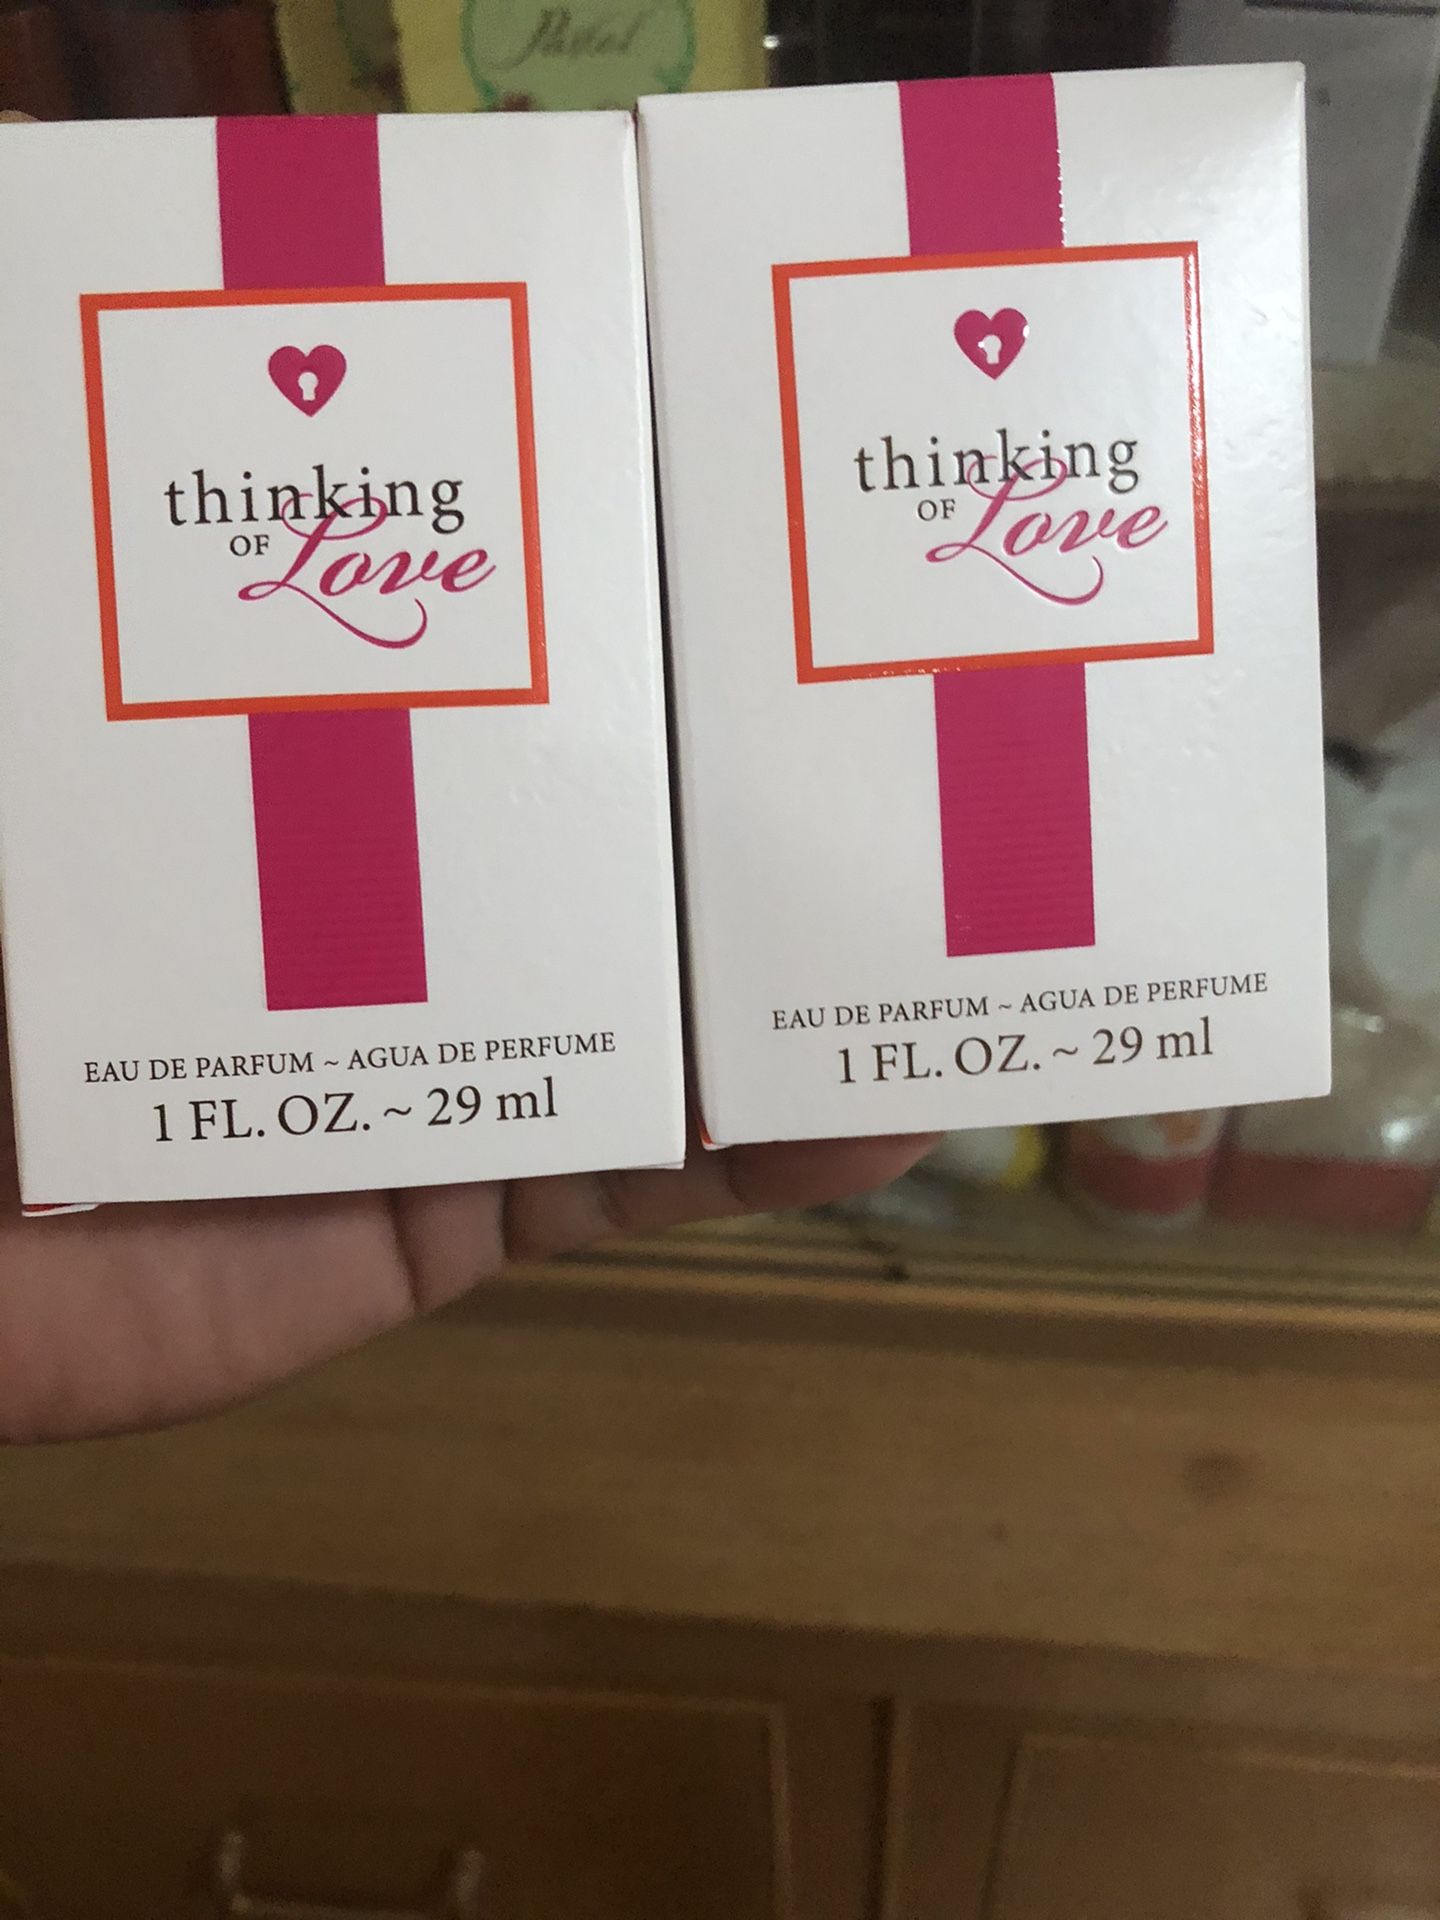 Pastel
thinking
OF Love
EAU DE PARFUM ~ AGUA DE PERFUME
1 FL. OZ. ~ 29 ml
thinking
OF Love
EAU DE PARFUM ~ AGUA DE PERFUME
1 FL. OZ. ~ 29 ml